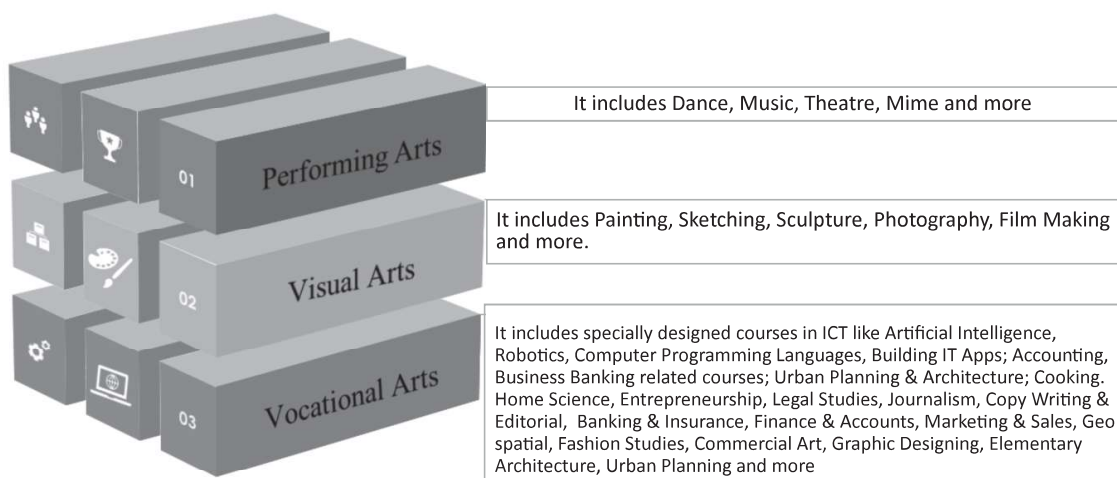 01
Performing Arts
It includes Dance, Music, Theatre, Mime and more
02
Visual Arts
It includes Painting, Sketching, Sculpture, Photography, Film Making
and more.
03
Vocational Arts
It includes specially designed courses in ICT like Artificial Intelligence,
Robotics, Computer Programming Languages, Building IT Apps; Accounting,
Business Banking related courses; Urban Planning & Architecture; Cooking.
Home Science, Entrepreneurship, Legal Studies, Journalism, Copy Writing &
Editorial, Banking & Insurance, Finance & Accounts, Marketing & Sales, Geo
spatial, Fashion Studies, Commercial Art, Graphic Designing, Elementary
Architecture, Urban Planning and more